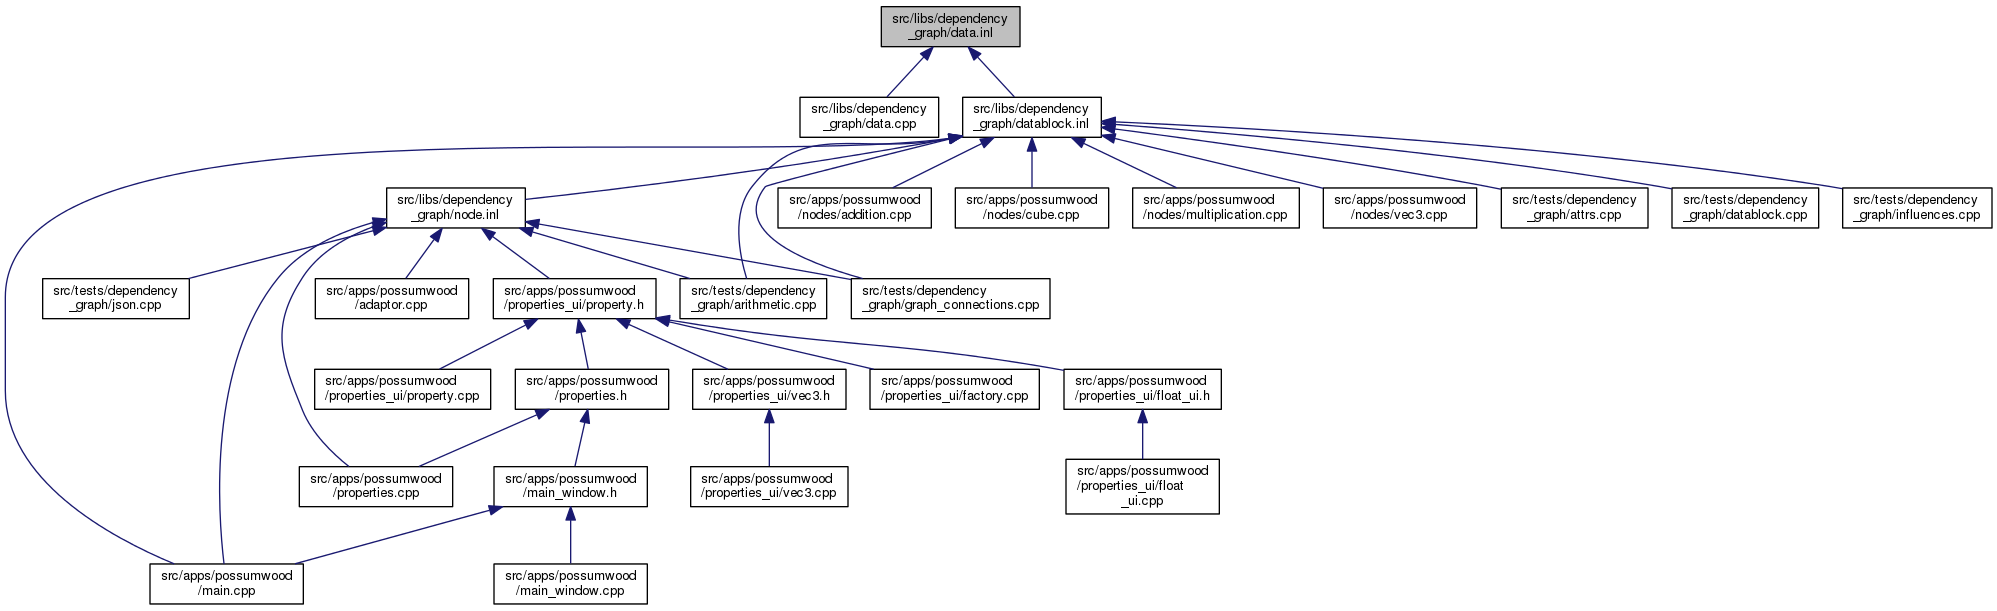 src/libs/dependency
_graph/data.inl
src/libs/dependency
_graph/data.cpp
src/libs/dependency
_graph/datablock.inl
src/libs/dependency
_graph/node.inl
src/apps/possumwood
/nodes/addition.cpp
src/apps/possumwood
/nodes/cube.cpp
src/apps/possumwood
/nodes/multiplication.cpp
src/apps/possumwood
/nodes/vec3.cpp
src/tests/dependency
_graph/attrs.cpp
src/tests/dependency
_graph/datablock.cpp
src/tests/dependency
_graph/influences.cpp
src/tests/dependency
_graph/json.cpp
src/apps/possumwood
/adaptor.cpp
src/apps/possumwood
/properties_ui/property.h
src/tests/dependency
_graph/arithmetic.cpp
src/tests/dependency
_graph/graph_connections.cpp
src/apps/possumwood
/properties_ui/property.cpp
src/apps/possumwood
/properties.h
src/apps/possumwood
/properties_ui/vec3.h
src/apps/possumwood
/properties_ui/factory.cpp
src/apps/possumwood
/properties_ui/float_ui.h
src/apps/possumwood
/properties.cpp
src/apps/possumwood
/main_window.h
src/apps/possumwood
/properties_ui/vec3.cpp
src/apps/possumwood
/properties_ui/float
_ui.cpp
src/apps/possumwood
/main.cpp
src/apps/possumwood
/main_window.cpp